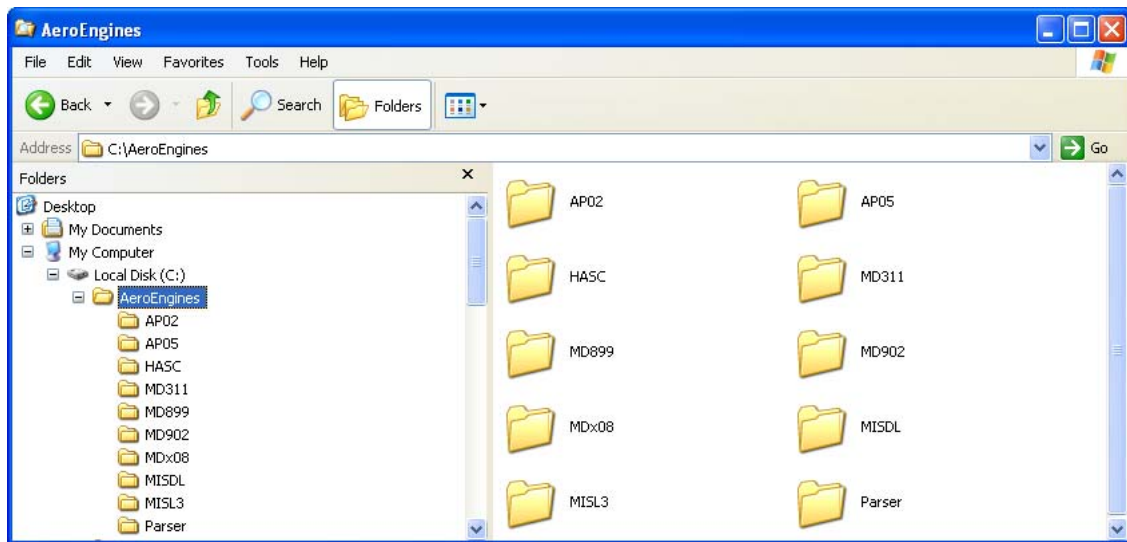 AeroEngines
File Edit View Favorites Tools Help
Back Search Folders
Address C:\AeroEngines Go
Folders
Desktop
My Documents
My Computer
Local Disk (C:)
AeroEngines
AP02
AP05
HASC
MD311
MD899
MD902
MDx08
MISDL
MISL3
Parser
AP02 AP05
HASC MD311
MD899 MD902
MDx08 MISDL
MISL3 Parser